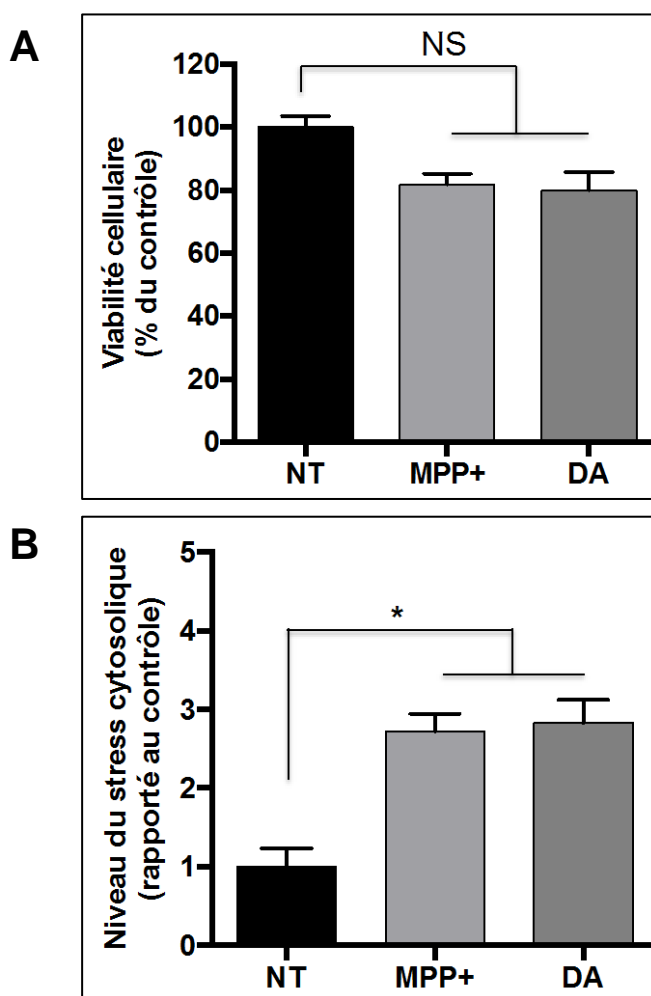 A
NS
Viabilité cellulaire
(% du contrôle)
120
100
80
60
40
20
0
NT MPP+ DA
B
*
Niveau du stress cytosolique
(rapporté au contrôle)
5
4
3
2
1
0
NT MPP+ DA